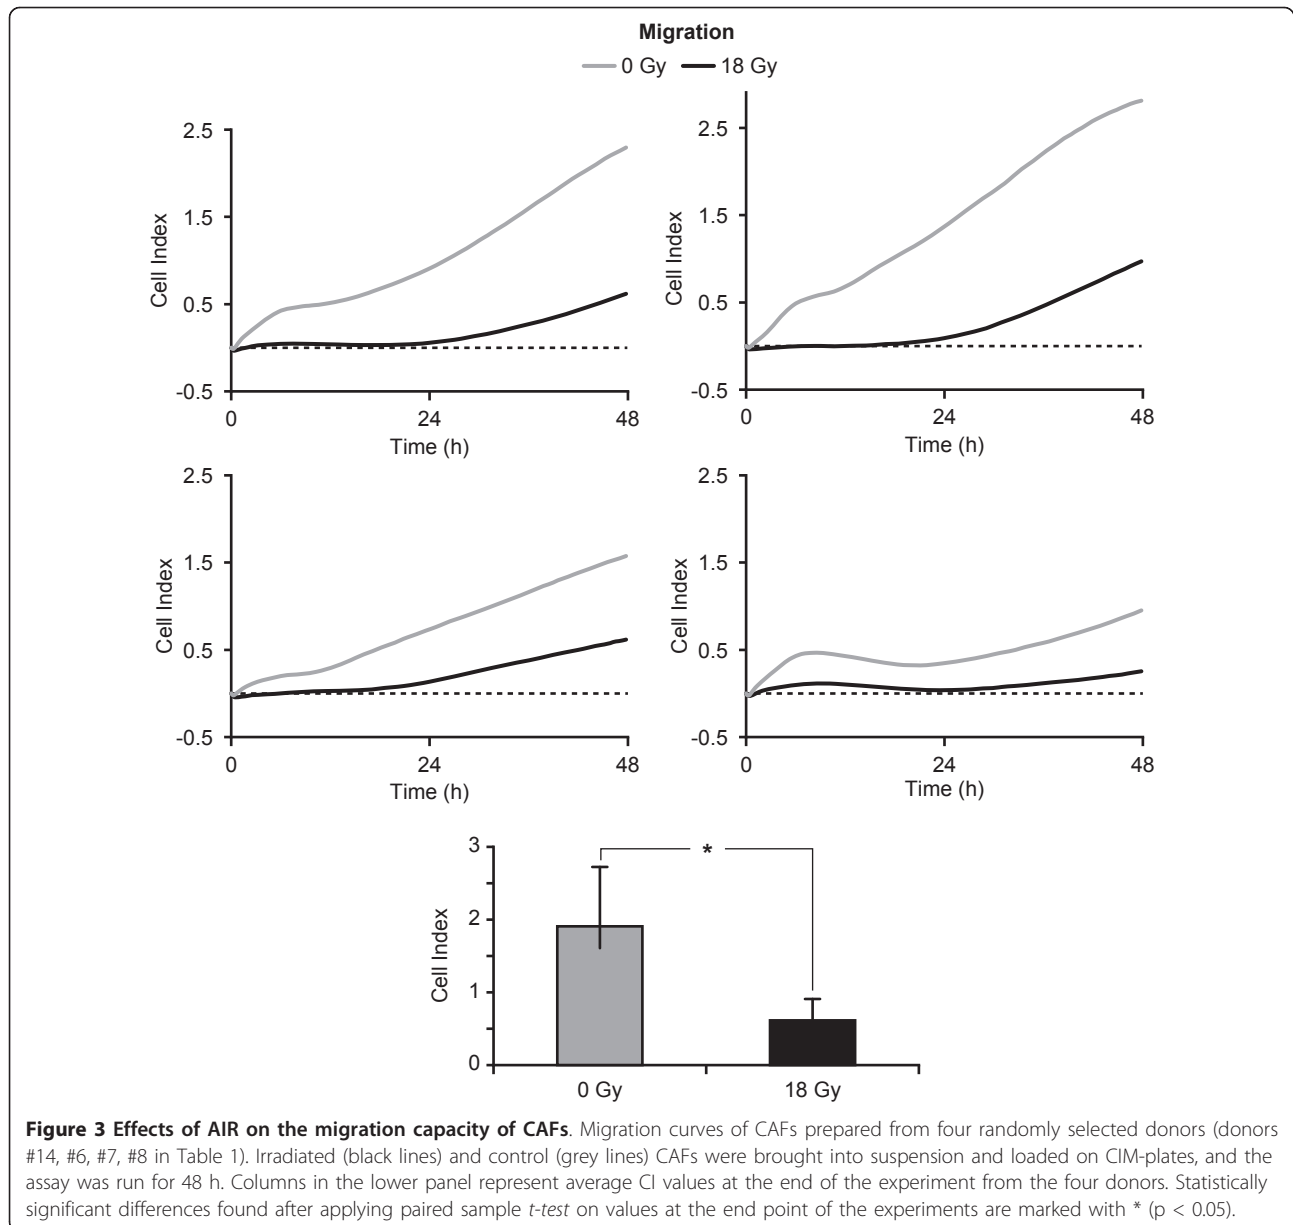 Migration
0 Gy 18 Gy
2.5
1.5
0.5
-0.5
Cell Index
0 24 48
Time (h)
2.5
1.5
0.5
-0.5
Cell Index
0 24 48
Time (h)
2.5
1.5
0.5
-0.5
Cell Index
0 24 48
Time (h)
2.5
1.5
0.5
-0.5
Cell Index
0 24 48
Time (h)
3
2
1
0
Cell Index
*
0 Gy 18 Gy
Figure 3 Effects of AIR on the migration capacity of CAFs. Migration curves of CAFs prepared from four randomly selected donors (donors
#14, #6, #7, #8 in Table 1). Irradiated (black lines) and control (grey lines) CAFs were brought into suspension and loaded on CIM-plates, and the
assay was run for 48 h. Columns in the lower panel represent average CI values at the end of the experiment from the four donors. Statistically
significant differences found after applying paired sample t-test on values at the end point of the experiments are marked with * (p < 0.05).